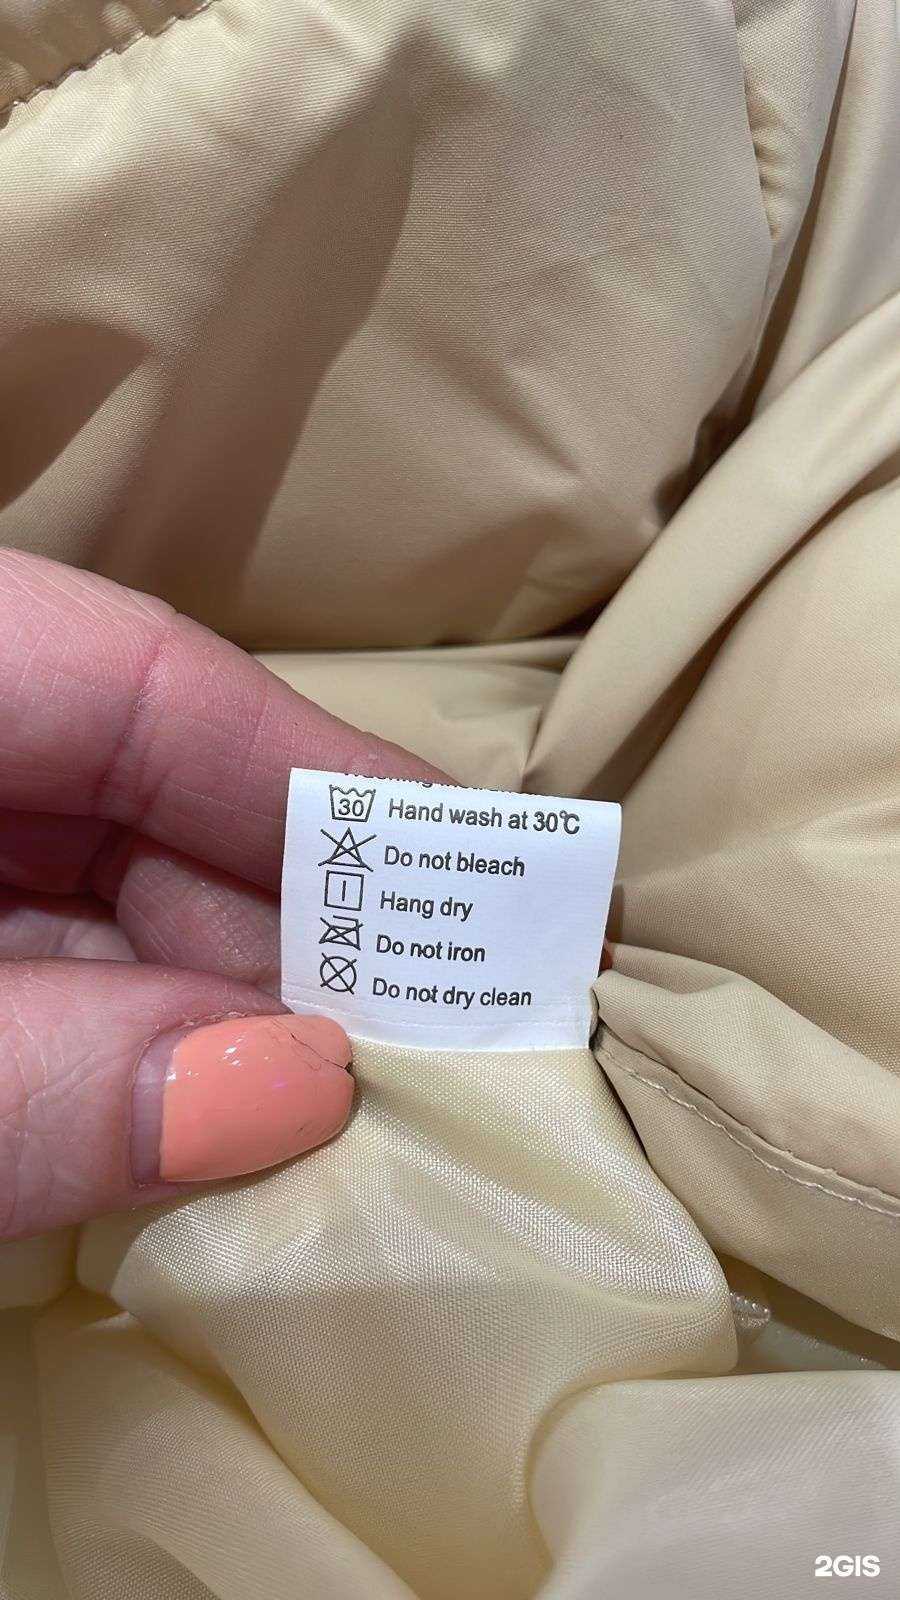 30 Hand wash at 30°C
Do not bleach
Hang dry
Do not iron
Do not dry clean
2GIS